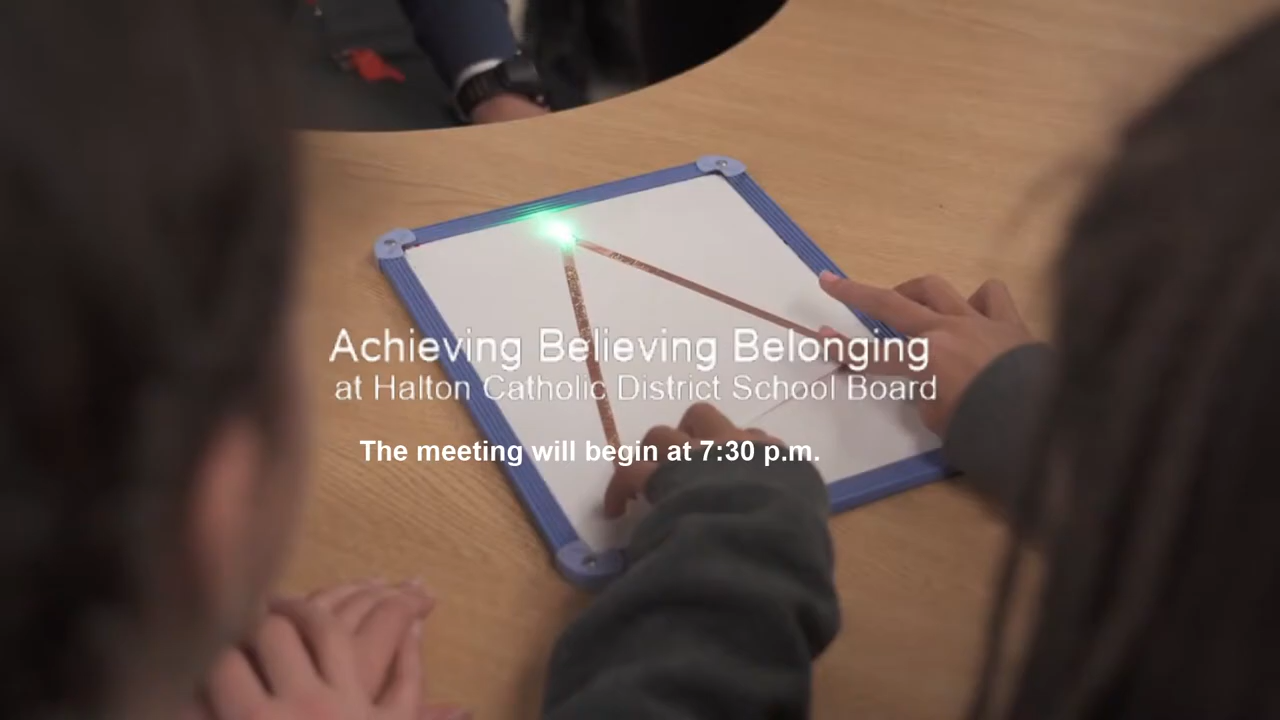 Achieving Believing Belonging
at Halton Catholic District School Board
The meeting will begin at 7:30 p.m.